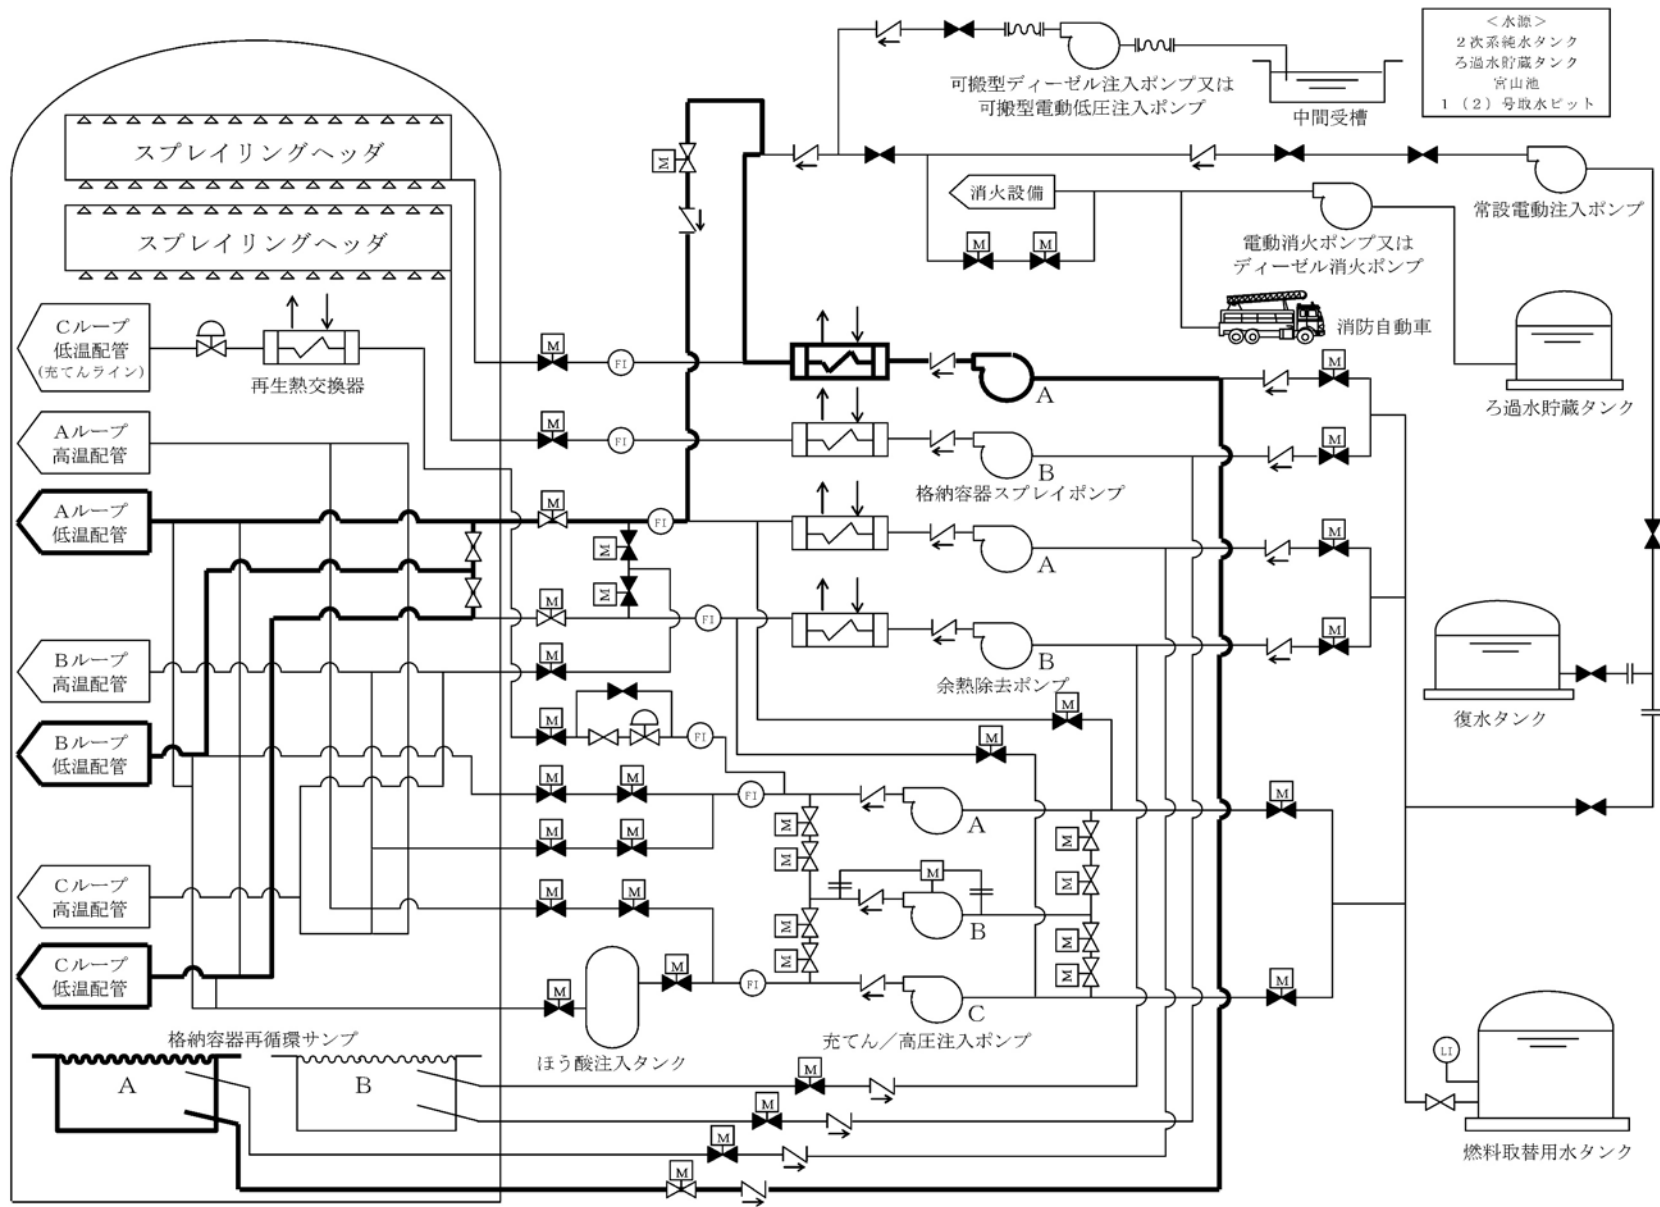 <水源>
2次系純水タンク
ろ過水貯蔵タンク
宮山池
1(2)号取水ピット
可搬型ディーゼル注入ポンプ又は
可搬型電動低圧注入ポンプ
中間受槽
スプレイリングヘッダ
M
消火設備
常設電動注入ポンプ
スプレイリングヘッダ
M
M
電動消火ポンプ又は
ディーゼル消火ポンプ
消防自動車
Cループ
低温配管
(充てんライン)
再生熱交換器
M
FI
A
M
ろ過水貯蔵タンク
Aループ
高温配管
M
FI
B
M
格納容器スプレイポンプ
Aループ
低温配管
M
FI
M
A
M
M
M
FI
B
M
余熱除去ポンプ
Bループ
高温配管
M
M
復水タンク
M
FI
M
Bループ
低温配管
M
M
FI
A
M
M
M
M
M
M
M
M
Cループ
高温配管
M
M
M
B
M
M
M
M
Cループ
低温配管
M
M
FI
C
M
ほう酸注入タンク
充てん/高圧注入ポンプ
格納容器再循環サンプ
A
B
M
M
M
M
LI
燃料取替用水タンク